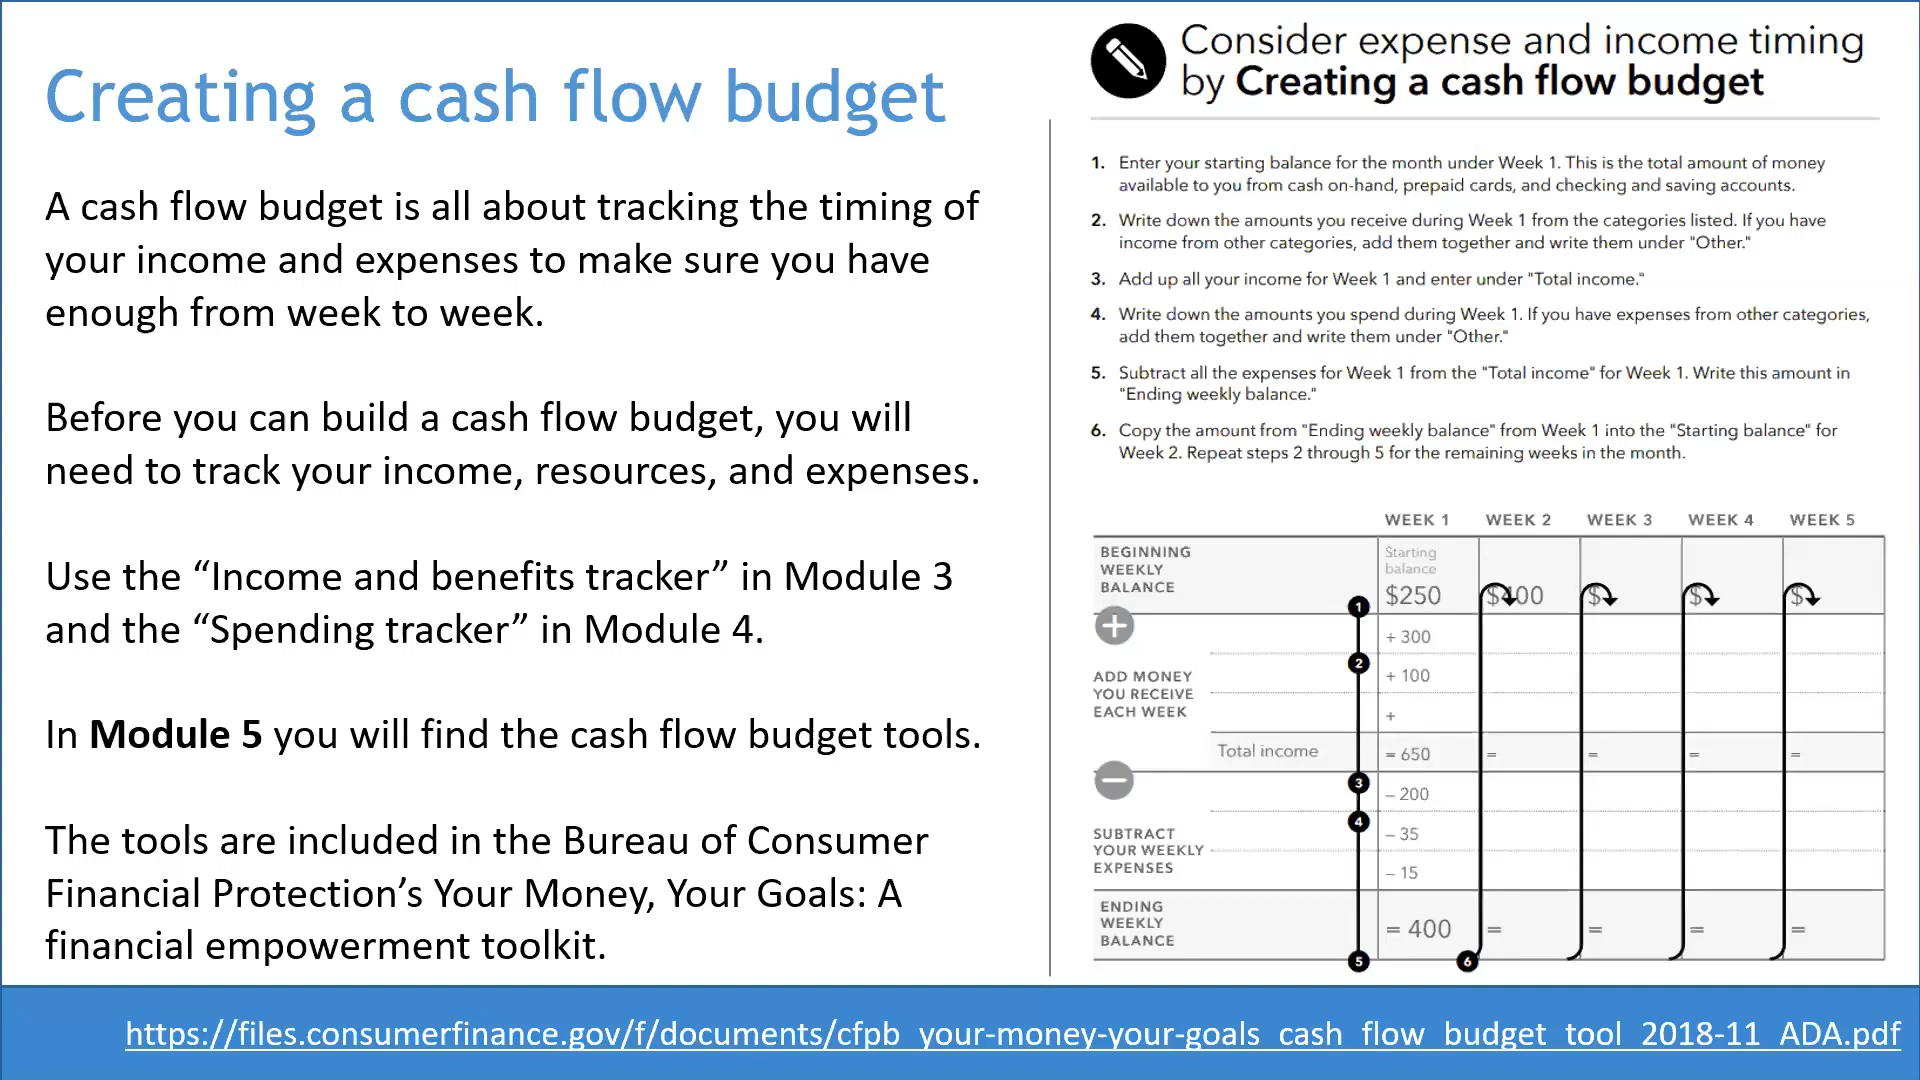 Creating a cash flow budget
A cash flow budget is all about tracking the timing of
your income and expenses to make sure you have
enough from week to week.
Before you can build a cash flow budget, you will
need to track your income, resources, and expenses.
Use the “Income and benefits tracker” in Module 3
and the “Spending tracker” in Module 4.
In Module 5 you will find the cash flow budget tools.
The tools are included in the Bureau of Consumer
Financial Protection’s Your Money, Your Goals: A
financial empowerment toolkit.
Consider expense and income timing
by Creating a cash flow budget
1. Enter your starting balance for the month under Week 1. This is the total amount of money
available to you from cash on-hand, prepaid cards, and checking and saving accounts.
2. Write down the amounts you receive during Week 1 from the categories listed. If you have
income from other categories, add them together and write them under "Other."
3. Add up all your income for Week 1 and enter under "Total income."
4. Write down the amounts you spend during Week 1. If you have expenses from other categories,
add them together and write them under "Other."
5. Subtract all the expenses for Week 1 from the "Total income" for Week 1. Write this amount in
"Ending weekly balance."
6. Copy the amount from "Ending weekly balance" from Week 1 into the "Starting balance" for
Week 2. Repeat steps 2 through 5 for the remaining weeks in the month.
WEEK 1 WEEK 2 WEEK 3 WEEK 4 WEEK 5
BEGINNING
WEEKLY
BALANCE
Starting
balance
$250 $400 $ $ $
1
+ 300
2
+ 100
ADD MONEY
YOU RECEIVE
EACH WEEK
+
Total income = 650 = = = =
3
– 200
4
– 35
SUBTRACT
YOUR WEEKLY
EXPENSES
– 15
ENDING
WEEKLY
BALANCE
= 400 = = = =
5 6
https://files.consumerfinance.gov/f/documents/cfpb_your-money-your-goals_cash_flow_budget_tool_2018-11_ADA.pdf